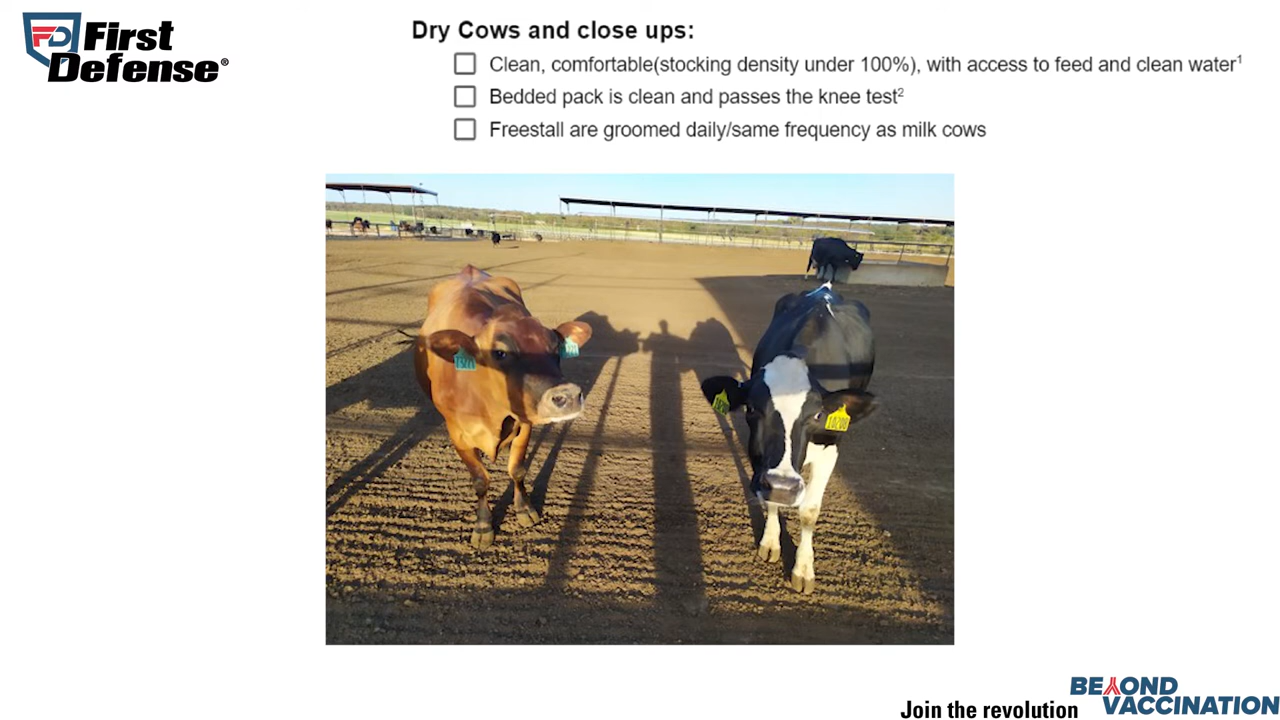 First
Defense®
Dry Cows and close ups:
Clean, comfortable(stocking density under 100%), with access to feed and clean water¹
Bedded pack is clean and passes the knee test²
Freestall are groomed daily/same frequency as milk cows
10200
Join the revolution
BEYOND
VACCINATION